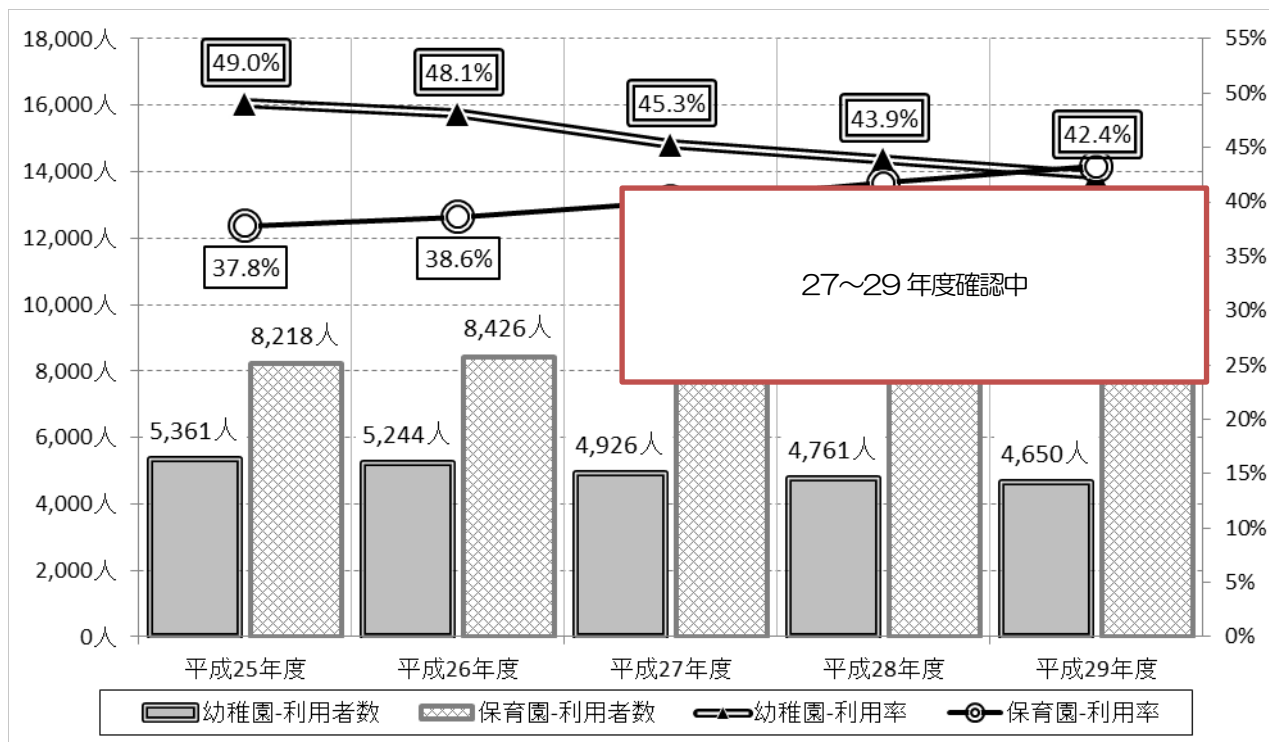 18,000人
16,000人
14,000人
12,000人
10,000人
8,000人
6,000人
4,000人
2,000人
0人
55%
50%
45%
40%
35%
30%
25%
20%
15%
10%
5%
0%
49.0%
48.1%
45.3%
43.9%
42.4%
37.8%
38.6%
27～29年度確認中
8,218人
8,426人
5,361人
5,244人
4,926人
4,761人
4,650人
平成25年度
平成26年度
平成27年度
平成28年度
平成29年度
幼稚園-利用者数
保育園-利用者数
幼稚園-利用率
保育園-利用率